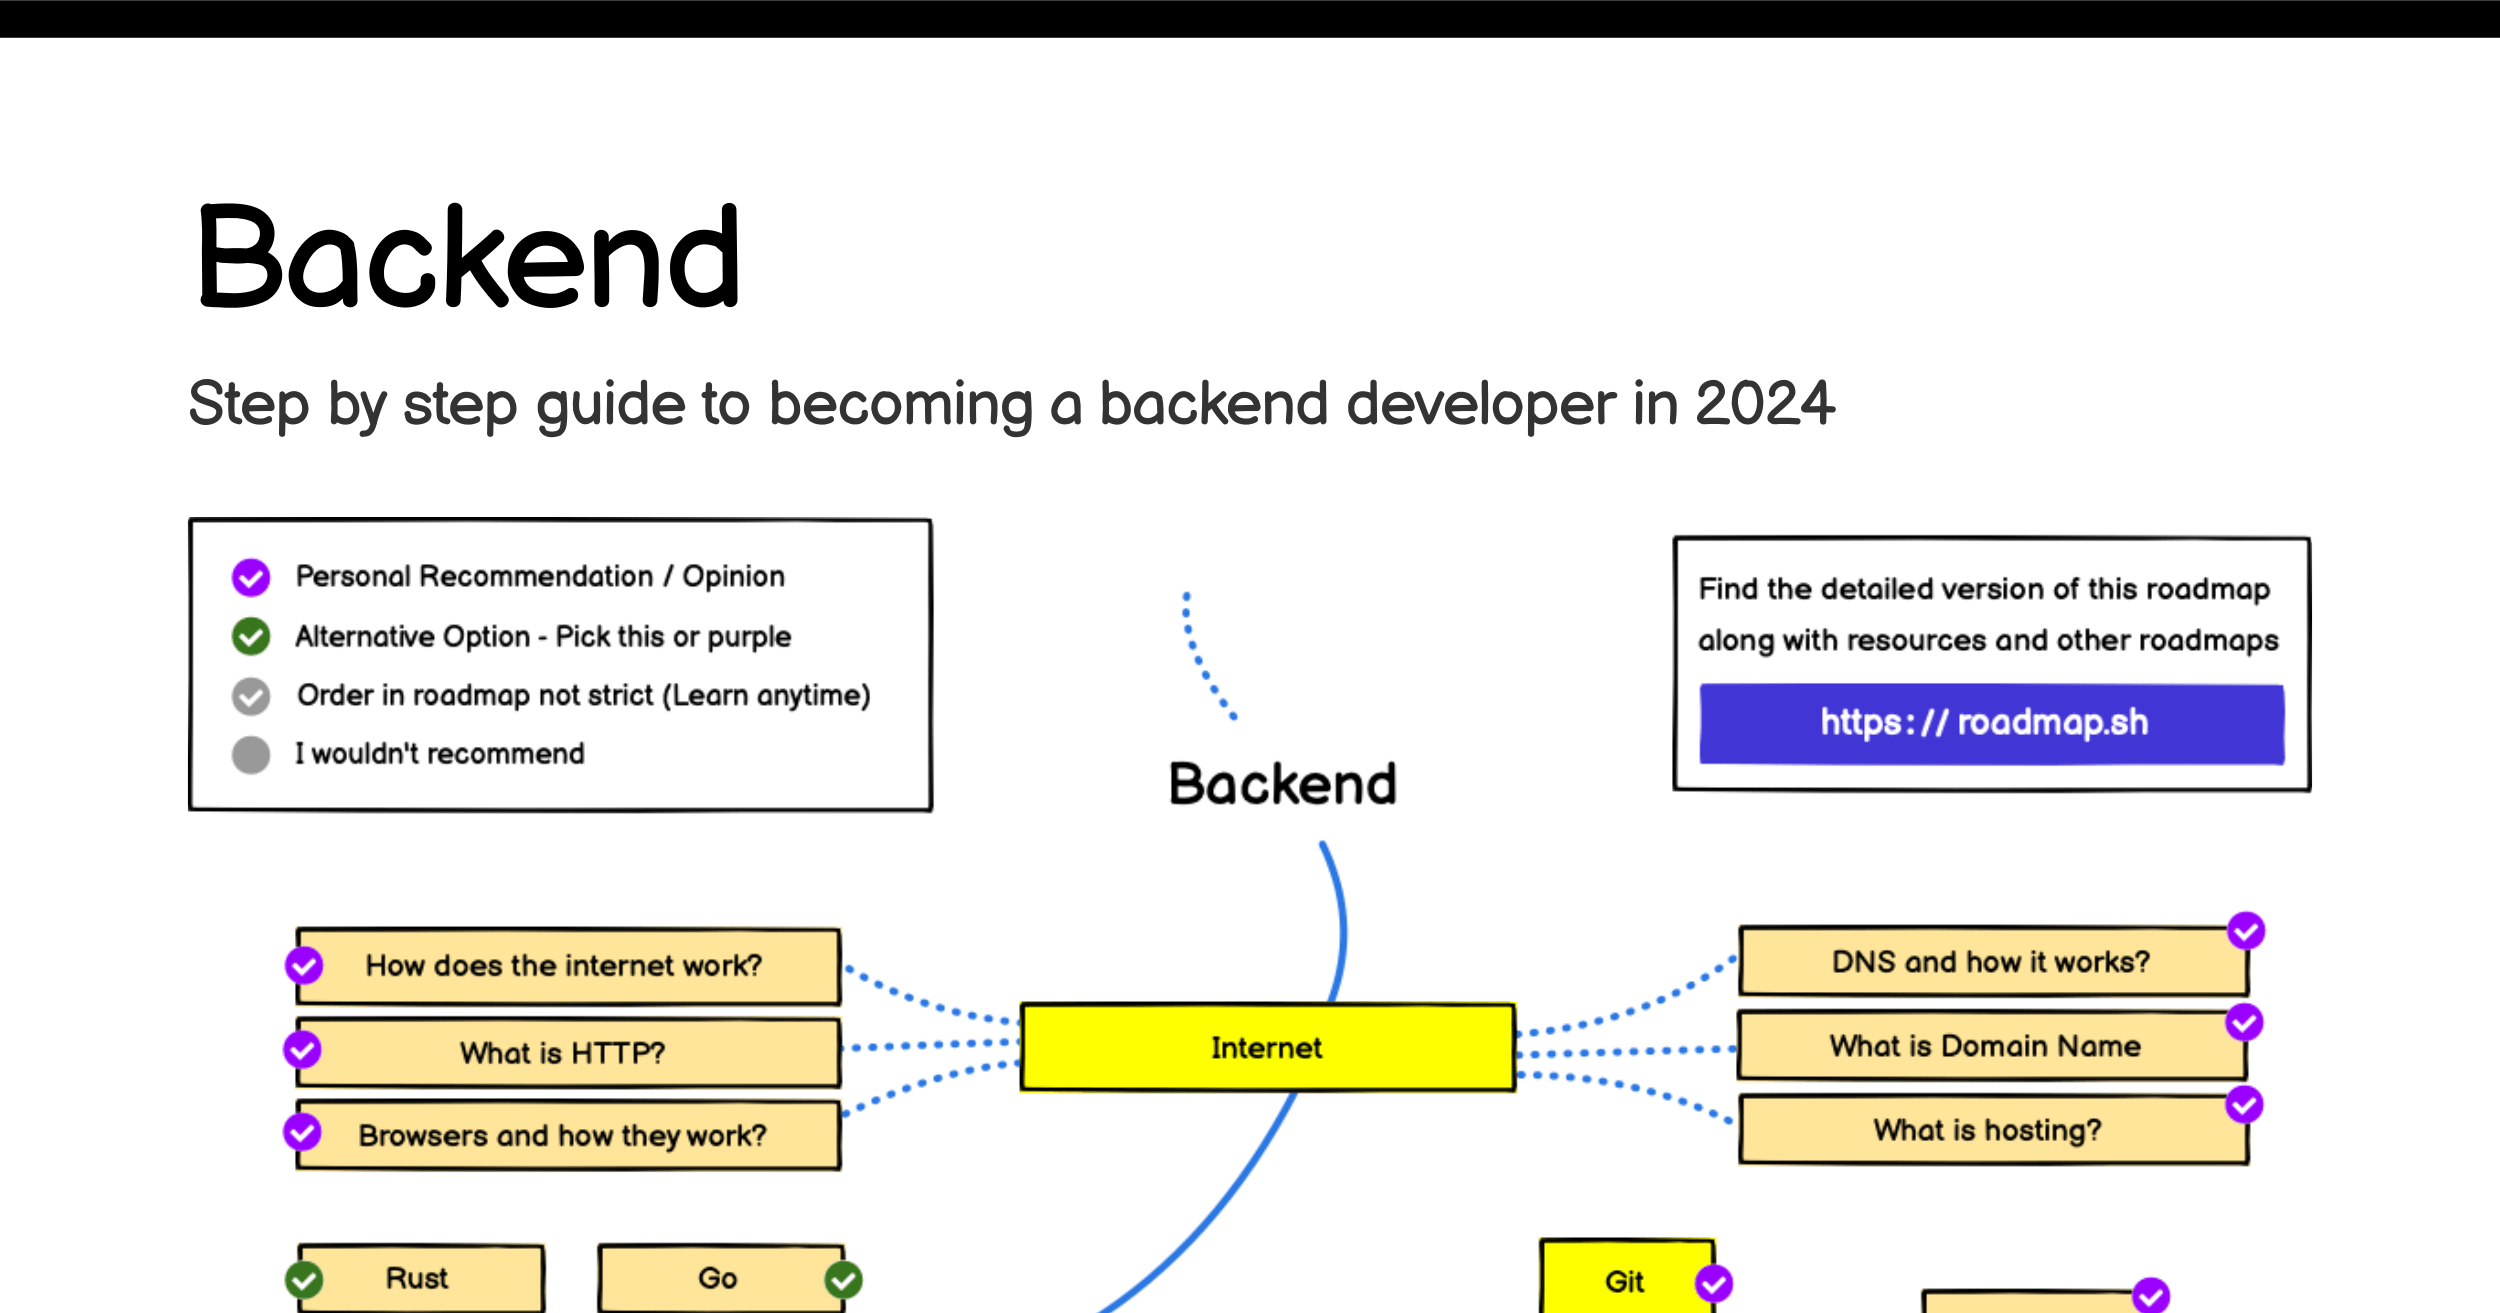 Backend
Step by step guide to becoming a backend developer in 2024
Personal Recommendation / Opinion
Alternative Option - Pick this or purple
Order in roadmap not strict (Learn anytime)
I wouldn't recommend
Find the detailed version of this roadmap
along with resources and other roadmaps
https://roadmap.sh
Backend
How does the internet work?
What is HTTP?
Browsers and how they work?
Internet
DNS and how it works?
What is Domain Name
What is hosting?
Rust
Go
Git